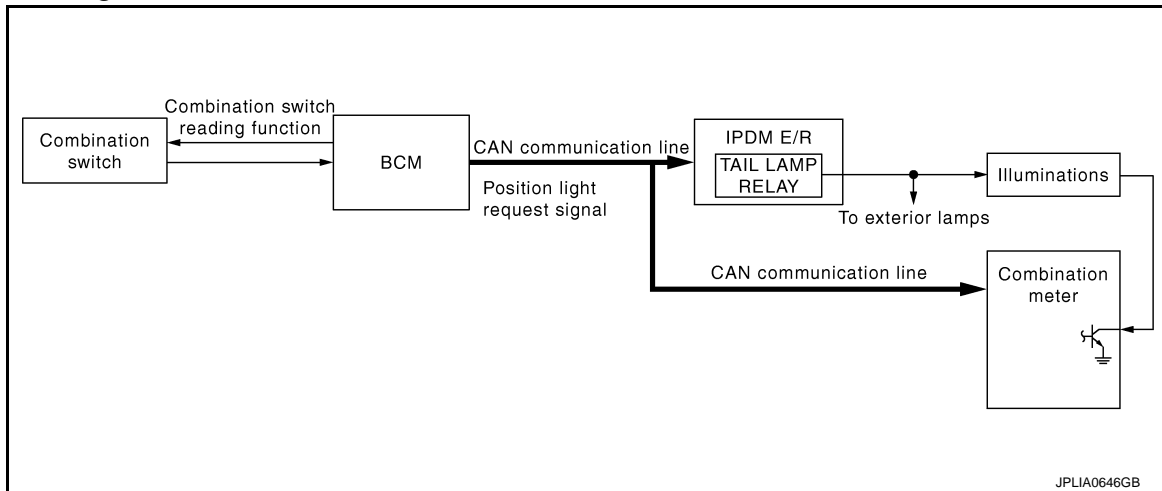 Combination switch
reading function
Combination
switch
BCM
CAN communication line
Position light
request signal
IPDM E/R
TAIL LAMP
RELAY
To exterior lamps
Illuminations
CAN communication line
Combination
meter
JPLIA0646GB